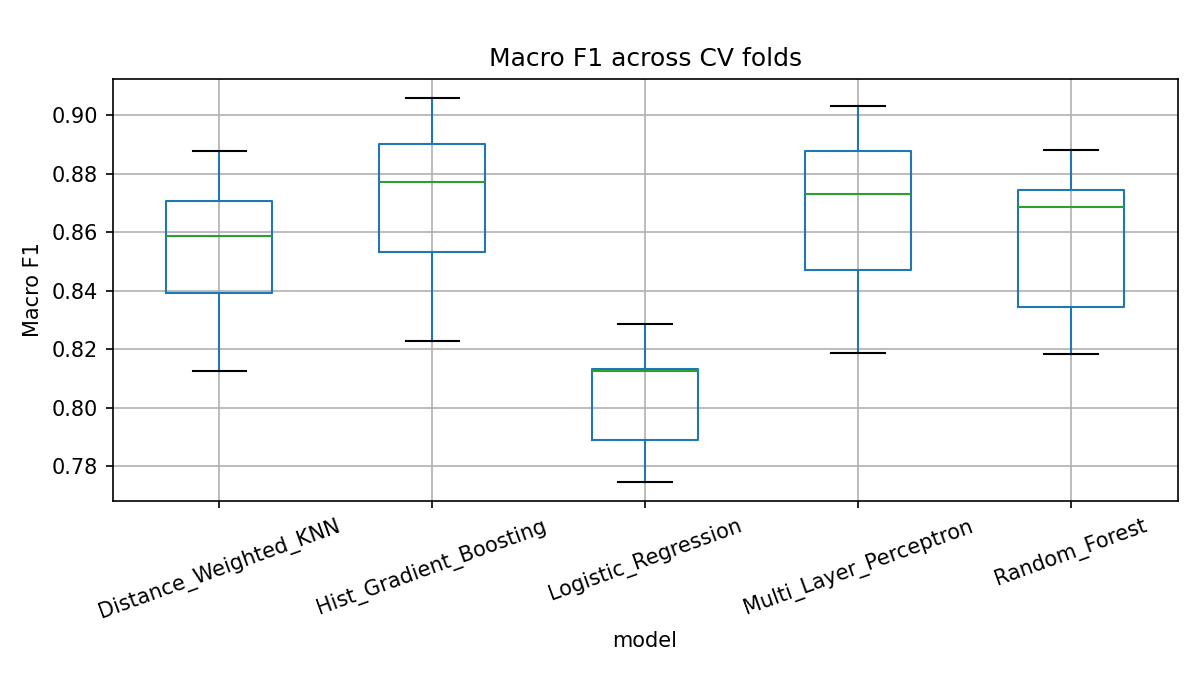 Macro F1 across CV folds
Macro F1
0.90
0.88
0.86
0.84
0.82
0.80
0.78
Distance_Weighted_KNN
Hist_Gradient_Boosting
Logistic_Regression
Multi_Layer_Perceptron
Random_Forest
model